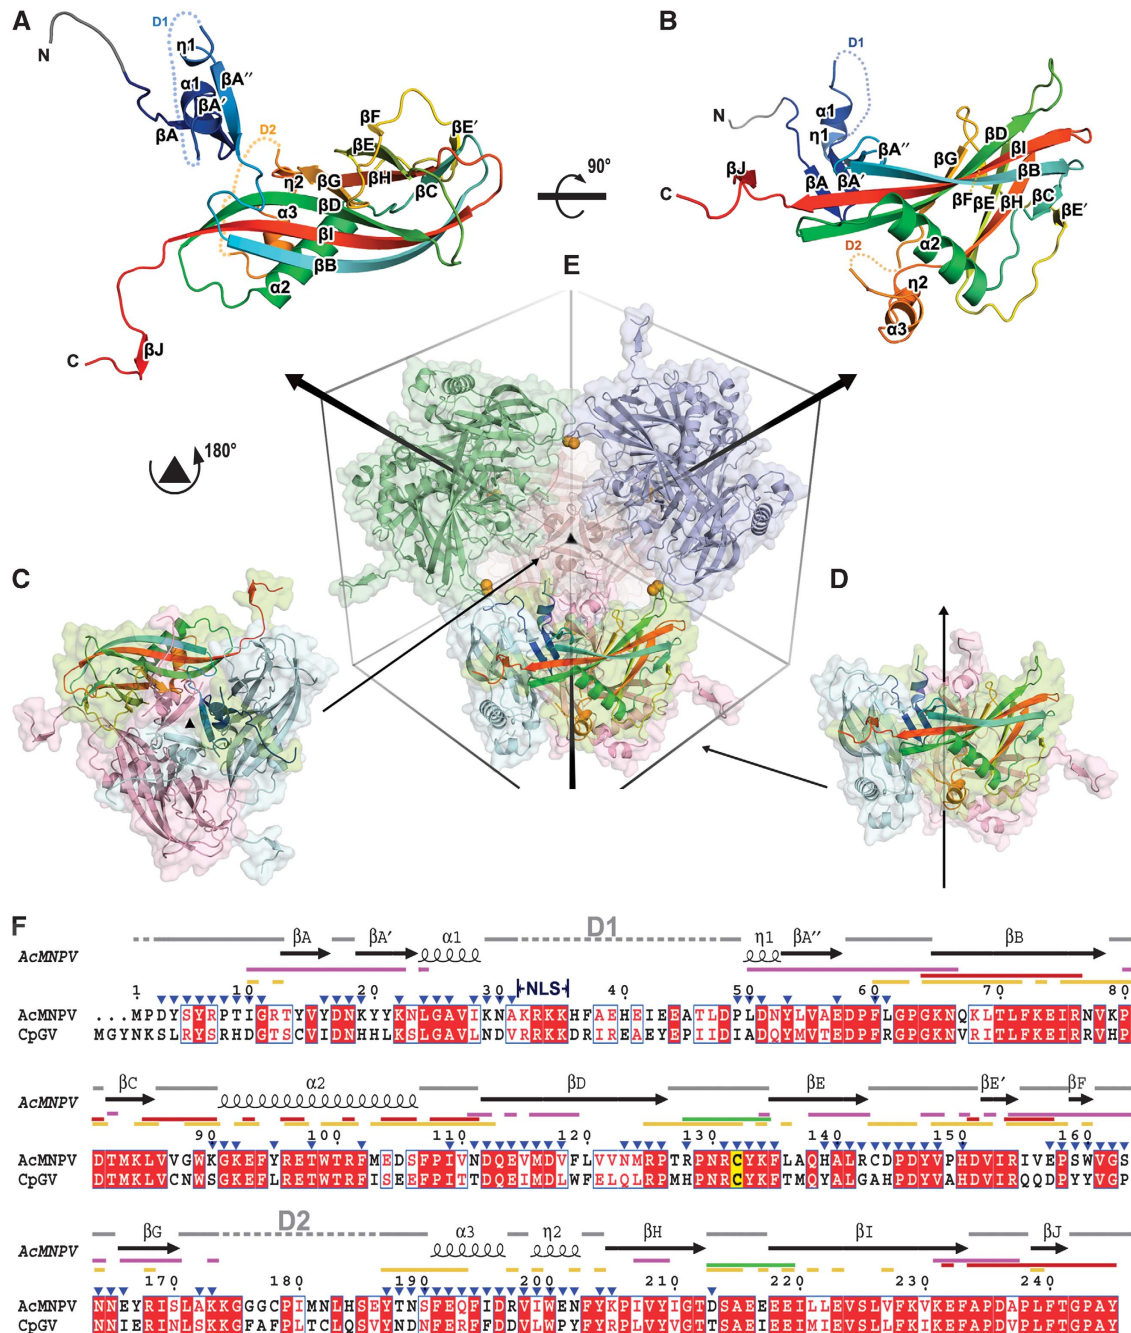 A
N
D1
η1
α1
βA''
βA'
βA
D2
βF
βE
βE'
η2
βG
βH
βC
βD
α3
βI
βB
α2
βJ
C
90°
B
D1
N
α1
η1
βD
βI
βA''
βG
βB
βJ
βA
βA'
βC
C
βF
βE
βH
βE'
α2
D2
η2
α3
E
180°
C
D
F
D1
βA βA' α1 η1 βA'' βB
AcMNPV
NLS
1 10 20 30 40 50 60 70 80
AcMNPV ...MPDYSYRPTIGRTYVYDNKYYKNLGAVIKNAKRKKHFAEHEIEEATLDPLDNYLVAEDPFLGPGKNQKLTLFKEIRNVKP
CpGV MGYNKSLRYSRHDGTSCVIDNHHLKSLGAVLNDVRRKKDRIREAEYEPIIDIADQYMVTEDPFRGPGKNVRITLFKEIRRVHP
βC α2 βD βE βE' βF
AcMNPV
90 100 110 120 130 140 150 160
AcMNPV DTMKLVVGWKGKEFYRETWTRFMEDSFPIVNDQEVMDVFLVVNMRPTRPNRCYKFLAQHALRCDPDYVPHDVIRIVEPSWVGS
CpGV DTMKLVCNWSGKEFLRETWTRFISEEFPITTDQEIMDLWFELQLRPMHPNRCYKFTMQYALGAHPDYVAHDVIRQQDPYYVGP
βG D2 α3 η2 βH βI βJ
AcMNPV
170 180 190 200 210 220 230 240
AcMNPV NNEYRISLAKKGGGCPIMNLHSEYTNSFEQFIDRVIWENFYKPIVYIGTDSAEEEEILLEVSLVFKVKEFAPDAPLFTGPAY
CpGV NNIERINLSKKGFAFPLTCLQSVYNDNFERFFDDVLWPYFYRPLVYVGTTSAEIEEIMIEVSLLFKIKEFAPDVPLFTGPAY